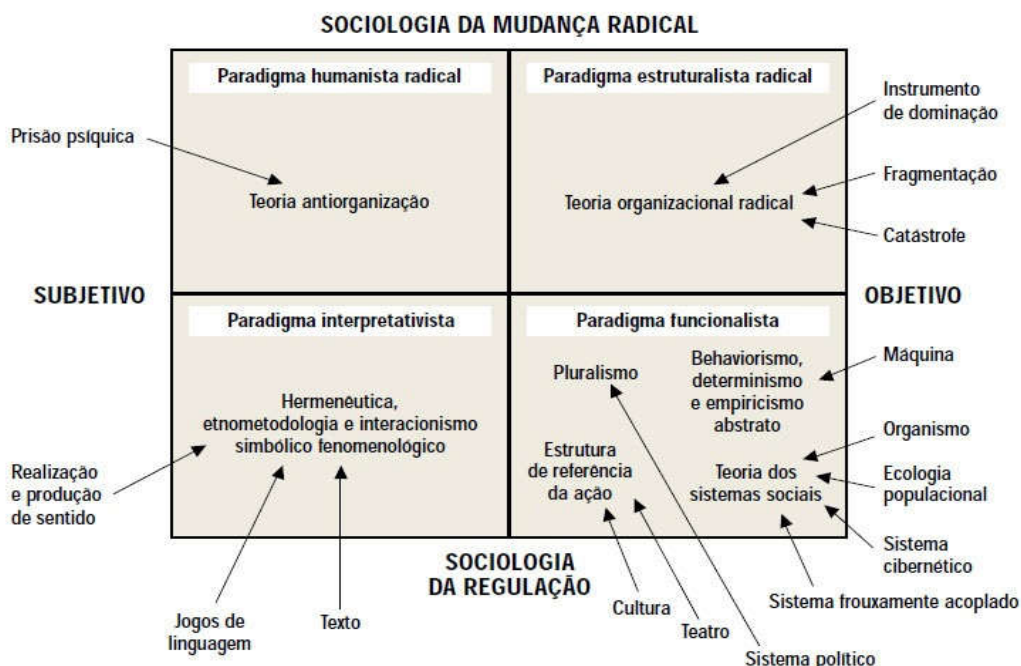 SOCIOLOGIA DA MUDANÇA RADICAL
Paradigma humanista radical
Paradigma estruturalista radical
Instrumento
de dominação
Prisão psíquica
Teoria antiorganização
Teoria organizacional radical
Fragmentação
Catástrofe
SUBJETIVO
OBJETIVO
Paradigma interpretativista
Paradigma funcionalista
Pluralismo
Behaviorismo,
determinismo
e empiricismo
abstrato
Máquina
Hermenêutica,
etnometodologia e interacionismo
simbólico fenomenológico
Estrutura
de referência
da ação
Teoria dos
sistemas sociais
Organismo
Ecologia
populacional
Realização
e produção
de sentido
Sistema
cibernético
SOCIOLOGIA
DA REGULAÇÃO
Jogos de
linguagem
Texto
Cultura
Teatro
Sistema frouxamente acoplado
Sistema político